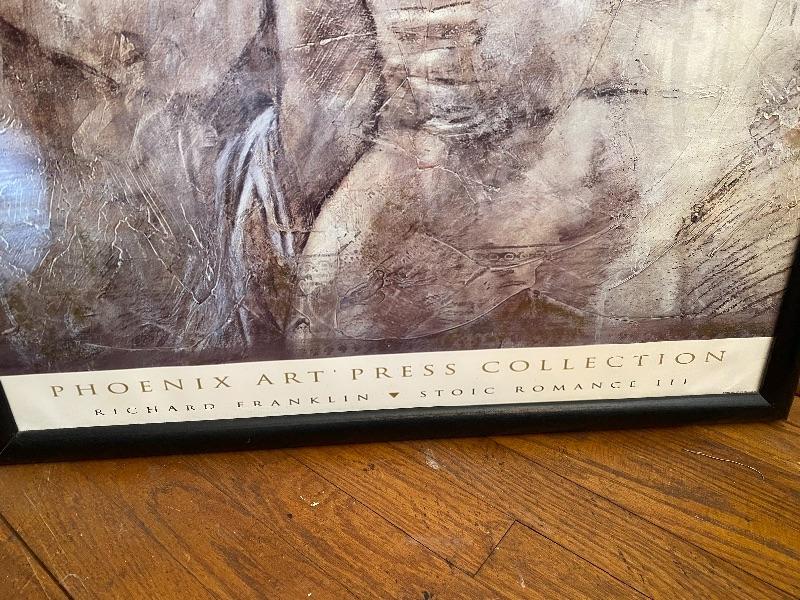 PHOENIX ART PRESS COLLECTION
RICHARD FRANKLIN ▼ STOIC ROMANCE III